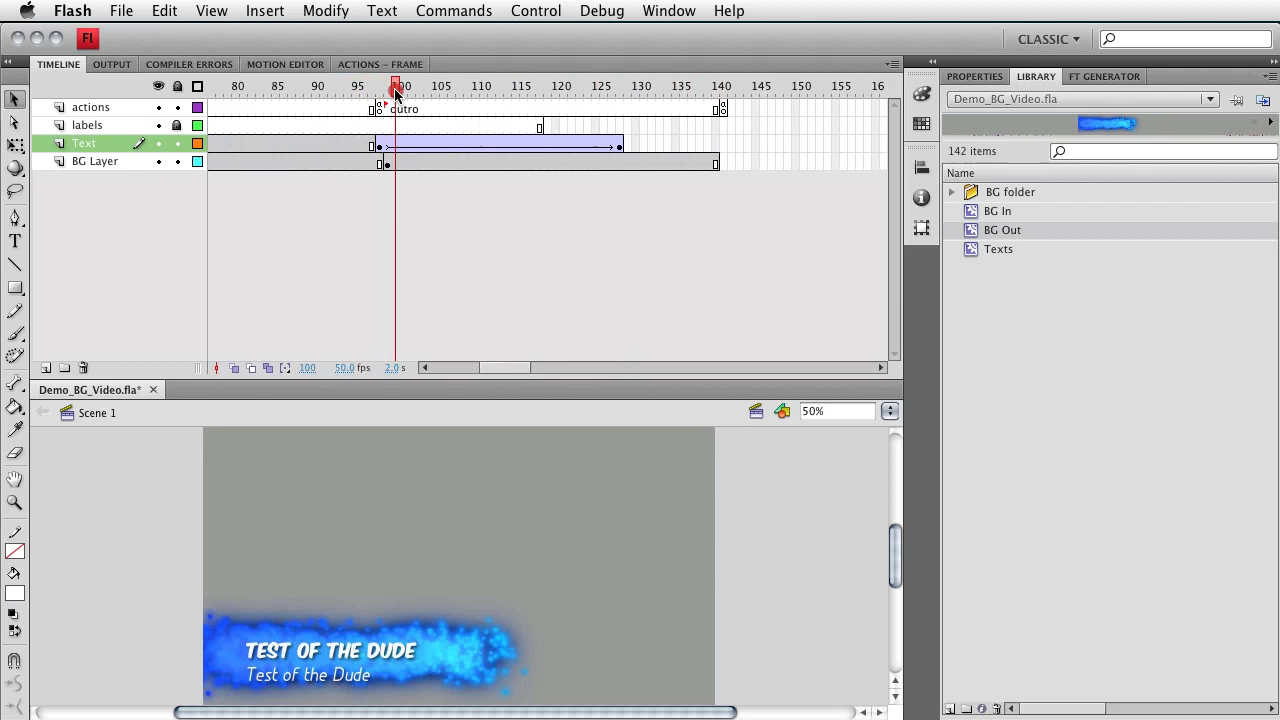 Flash File Edit View Insert Modify Text Commands Control Debug Window Help
Fl CLASSIC
TIMELINE OUTPUT COMPILER ERRORS MOTION EDITOR ACTIONS – FRAME
PROPERTIES LIBRARY FT GENERATOR
80 85 90 95 100 105 110 115 120 125 130 135 140 145 150 155 16
Demo_BG_Video.fla
actions
outro
labels
Text
BG Layer
142 items
Name
BG folder
BG In
BG Out
Texts
100 50.0 fps 2.0 s
Demo_BG_Video.fla*
Scene 1
50%
TEST OF THE DUDE
Test of the Dude